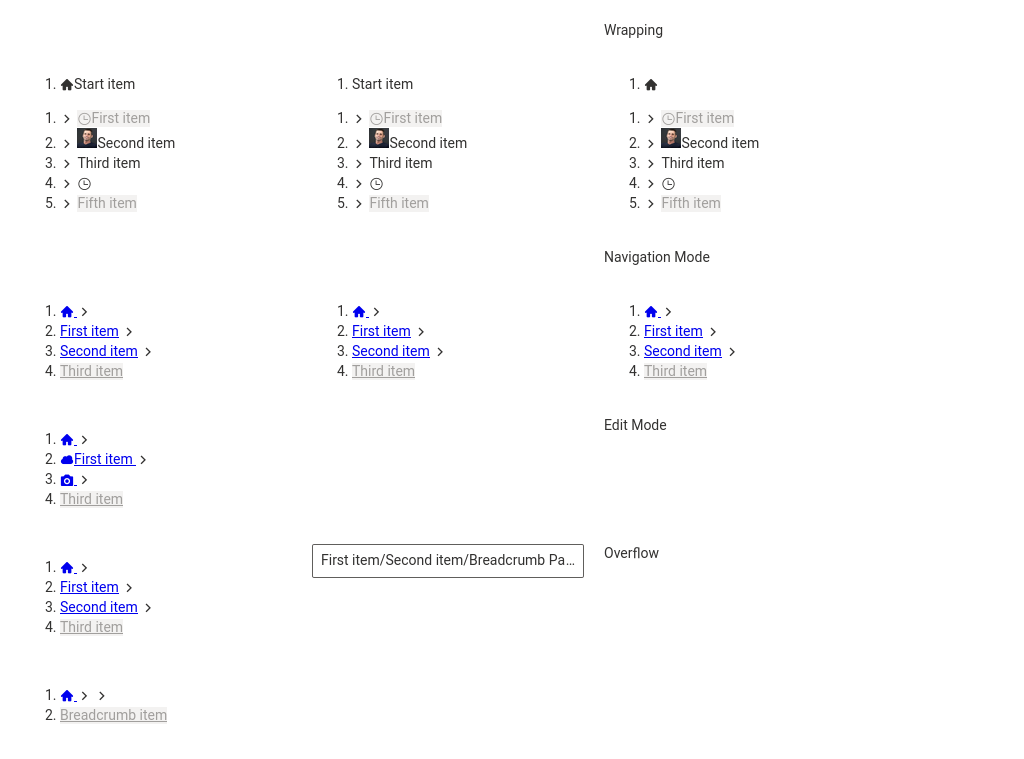 Wrapping
1. Start item
1. Start item
1.
1. First item
2. Second item
3. Third item
4.
5. Fifth item
1. First item
2. Second item
3. Third item
4.
5. Fifth item
1. First item
2. Second item
3. Third item
4.
5. Fifth item
Navigation Mode
1.
2. First item
3. Second item
4. Third item
1.
2. First item
3. Second item
4. Third item
1.
2. First item
3. Second item
4. Third item
Edit Mode
1.
2. First item
3.
4. Third item
First item/Second item/Breadcrumb Pa...
Overflow
1.
2. First item
3. Second item
4. Third item
1.
2. Breadcrumb item